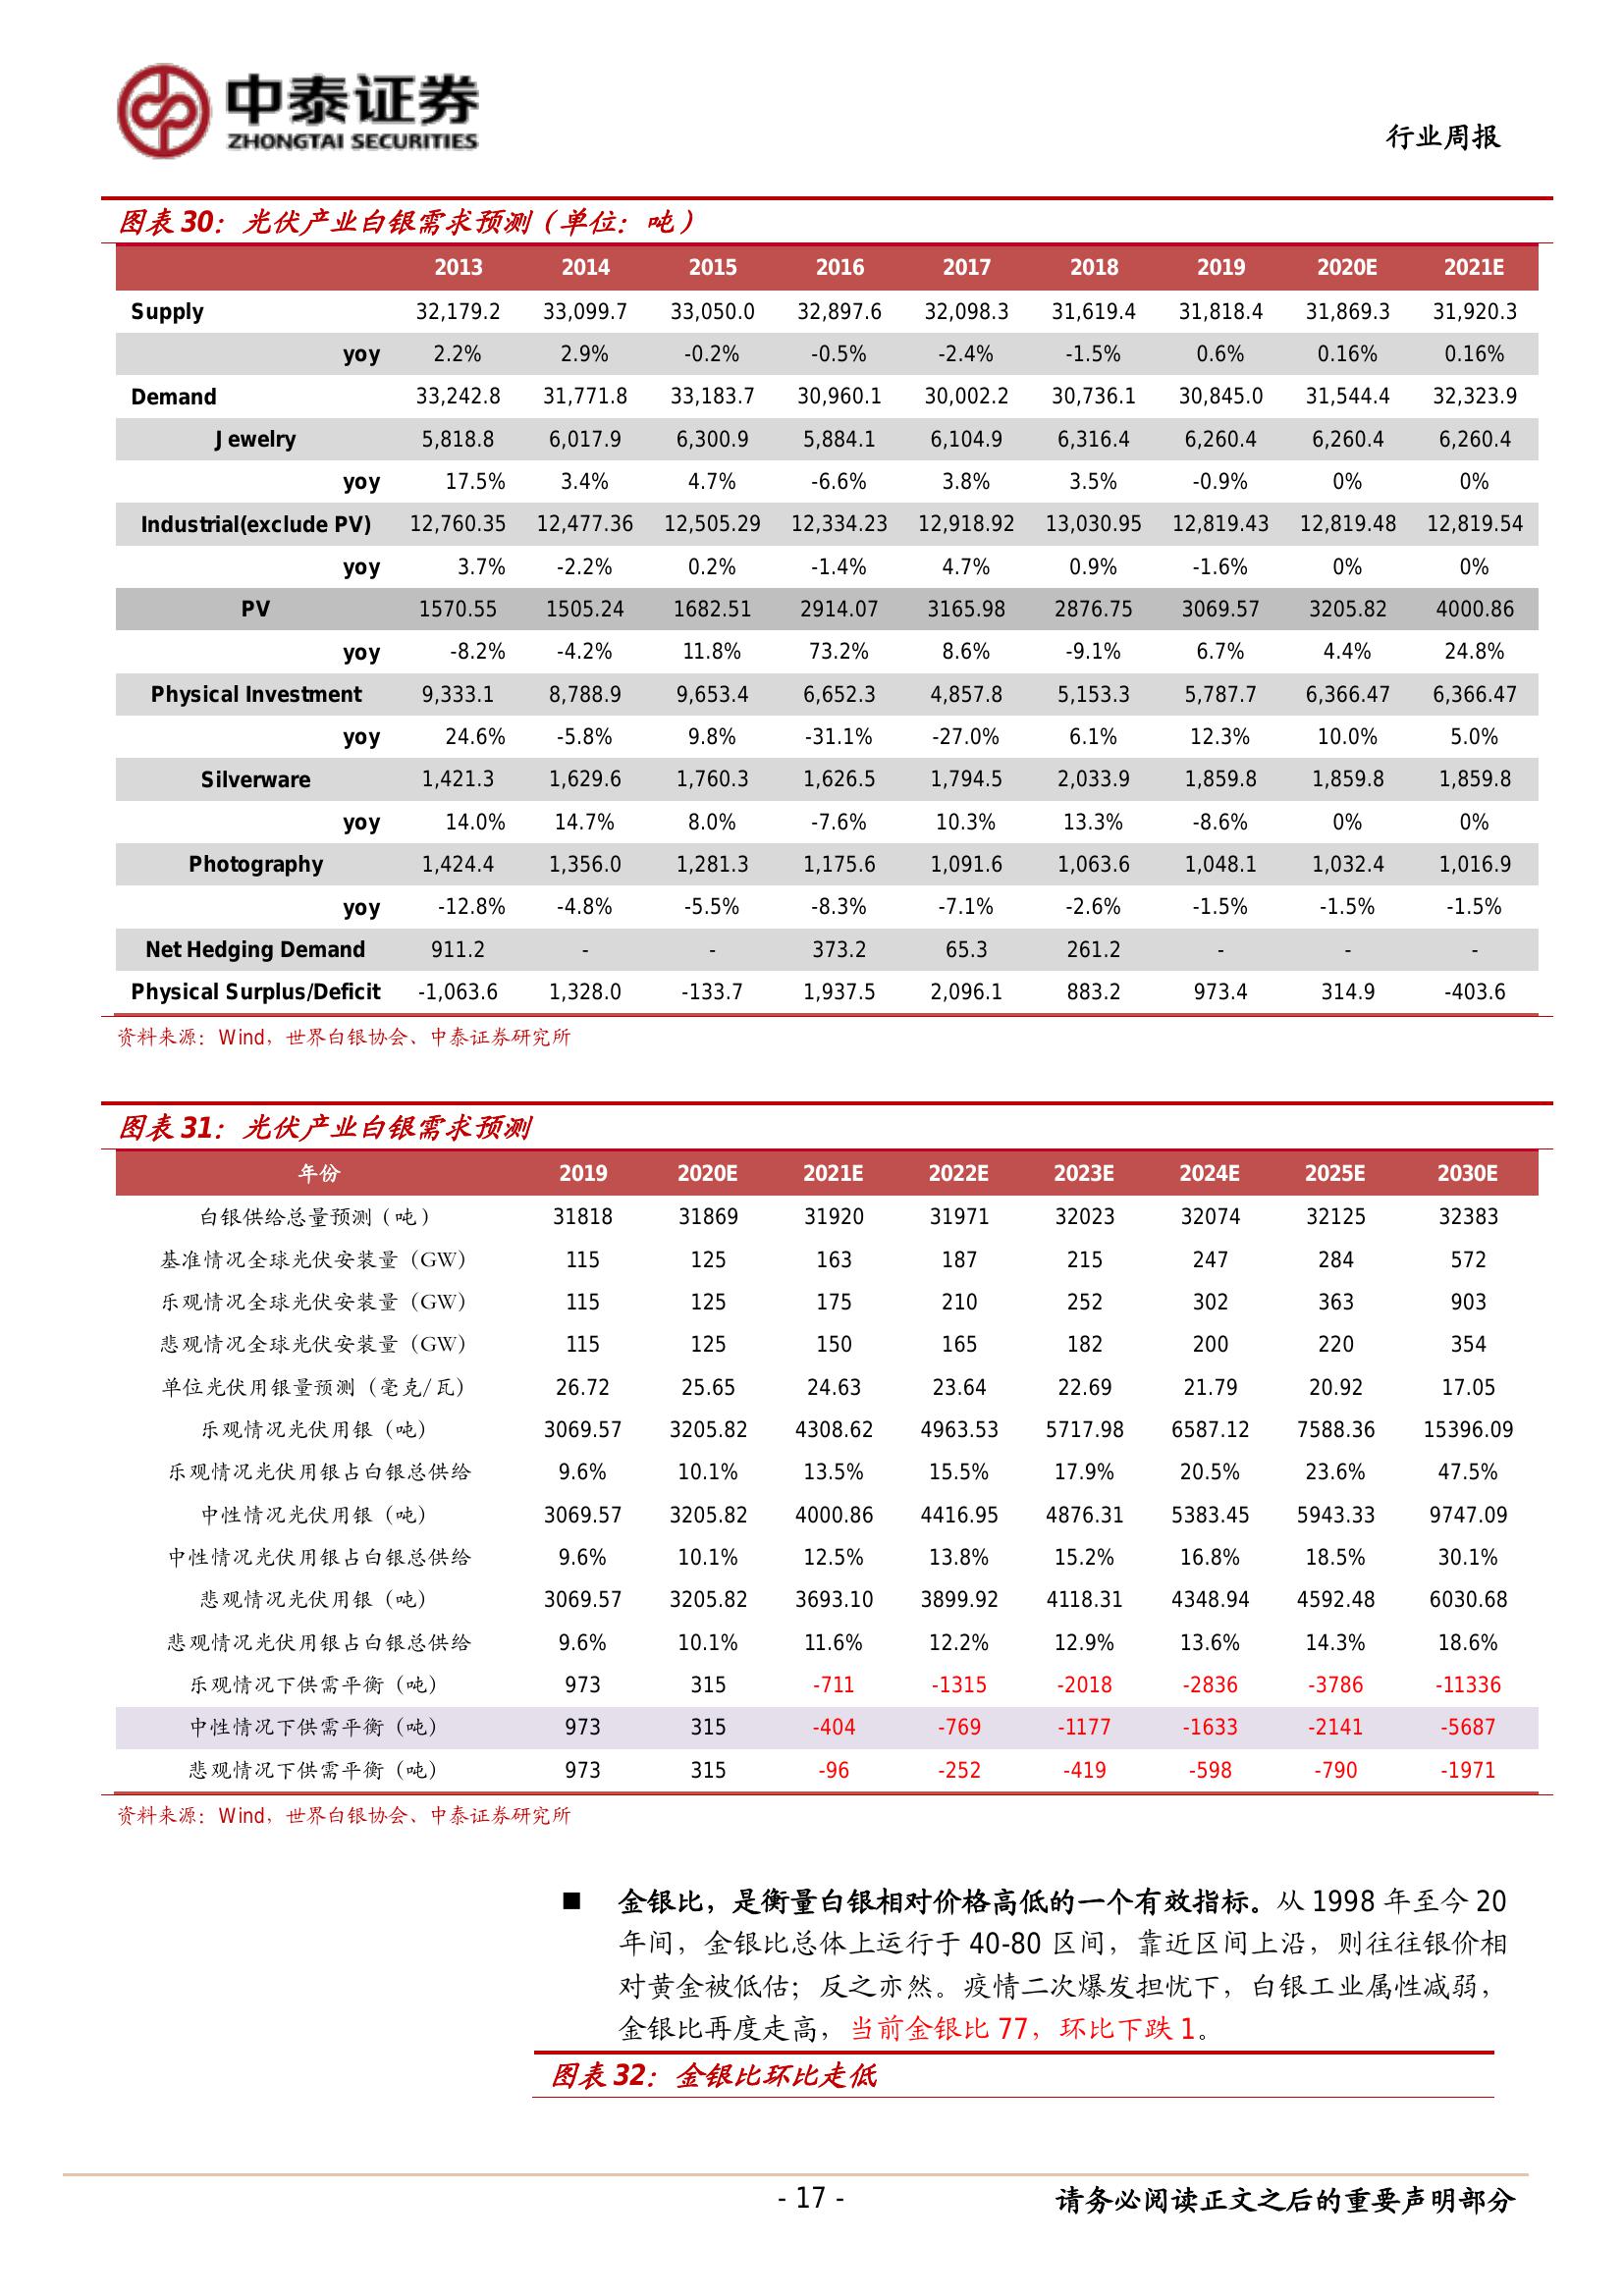 中泰证券
ZHONGTAI SECURITIES
行业周报
图表 30：光伏产业白银需求预测（单位：吨）
2013 2014 2015 2016 2017 2018 2019 2020E 2021E
Supply 32,179.2 33,099.7 33,050.0 32,897.6 32,098.3 31,619.4 31,818.4 31,869.3 31,920.3
yoy 2.2% 2.9% -0.2% -0.5% -2.4% -1.5% 0.6% 0.16% 0.16%
Demand 33,242.8 31,771.8 33,183.7 30,960.1 30,002.2 30,736.1 30,845.0 31,544.4 32,323.9
Jewelry 5,818.8 6,017.9 6,300.9 5,884.1 6,104.9 6,316.4 6,260.4 6,260.4 6,260.4
yoy 17.5% 3.4% 4.7% -6.6% 3.8% 3.5% -0.9% 0% 0%
Industrial(exclude PV) 12,760.35 12,477.36 12,505.29 12,334.23 12,918.92 13,030.95 12,819.43 12,819.48 12,819.54
yoy 3.7% -2.2% 0.2% -1.4% 4.7% 0.9% -1.6% 0% 0%
PV 1570.55 1505.24 1682.51 2914.07 3165.98 2876.75 3069.57 3205.82 4000.86
yoy -8.2% -4.2% 11.8% 73.2% 8.6% -9.1% 6.7% 4.4% 24.8%
Physical Investment 9,333.1 8,788.9 9,653.4 6,652.3 4,857.8 5,153.3 5,787.7 6,366.47 6,366.47
yoy 24.6% -5.8% 9.8% -31.1% -27.0% 6.1% 12.3% 10.0% 5.0%
Silverware 1,421.3 1,629.6 1,760.3 1,626.5 1,794.5 2,033.9 1,859.8 1,859.8 1,859.8
yoy 14.0% 14.7% 8.0% -7.6% 10.3% 13.3% -8.6% 0% 0%
Photography 1,424.4 1,356.0 1,281.3 1,175.6 1,091.6 1,063.6 1,048.1 1,032.4 1,016.9
yoy -12.8% -4.8% -5.5% -8.3% -7.1% -2.6% -1.5% -1.5% -1.5%
Net Hedging Demand 911.2 - - 373.2 65.3 261.2 - - -
Physical Surplus/Deficit -1,063.6 1,328.0 -133.7 1,937.5 2,096.1 883.2 973.4 314.9 -403.6
资料来源：Wind，世界白银协会、中泰证券研究所
图表 31：光伏产业白银需求预测
年份 2019 2020E 2021E 2022E 2023E 2024E 2025E 2030E
白银供给总量预测（吨） 31818 31869 31920 31971 32023 32074 32125 32383
基准情况全球光伏安装量（GW） 115 125 163 187 215 247 284 572
乐观情况全球光伏安装量（GW） 115 125 175 210 252 302 363 903
悲观情况全球光伏安装量（GW） 115 125 150 165 182 200 220 354
单位光伏用银量预测（毫克/瓦） 26.72 25.65 24.63 23.64 22.69 21.79 20.92 17.05
乐观情况光伏用银（吨） 3069.57 3205.82 4308.62 4963.53 5717.98 6587.12 7588.36 15396.09
乐观情况光伏用银占白银总供给 9.6% 10.1% 13.5% 15.5% 17.9% 20.5% 23.6% 47.5%
中性情况光伏用银（吨） 3069.57 3205.82 4000.86 4416.95 4876.31 5383.45 5943.33 9747.09
中性情况光伏用银占白银总供给 9.6% 10.1% 12.5% 13.8% 15.2% 16.8% 18.5% 30.1%
悲观情况光伏用银（吨） 3069.57 3205.82 3693.10 3899.92 4118.31 4348.94 4592.48 6030.68
悲观情况光伏用银占白银总供给 9.6% 10.1% 11.6% 12.2% 12.9% 13.6% 14.3% 18.6%
乐观情况下供需平衡（吨） 973 315 -711 -1315 -2018 -2836 -3786 -11336
中性情况下供需平衡（吨） 973 315 -404 -769 -1177 -1633 -2141 -5687
悲观情况下供需平衡（吨） 973 315 -96 -252 -419 -598 -790 -1971
资料来源：Wind，世界白银协会、中泰证券研究所
■ 金银比，是衡量白银相对价格高低的一个有效指标。从 1998 年至今 20
年间，金银比总体上运行于 40-80 区间，靠近区间上沿，则往往银价相
对黄金被低估；反之亦然。疫情二次爆发担忧下，白银工业属性减弱，
金银比再度走高，当前金银比 77，环比下跌 1。
图表 32：金银比环比走低
- 17 -
请务必阅读正文之后的重要声明部分